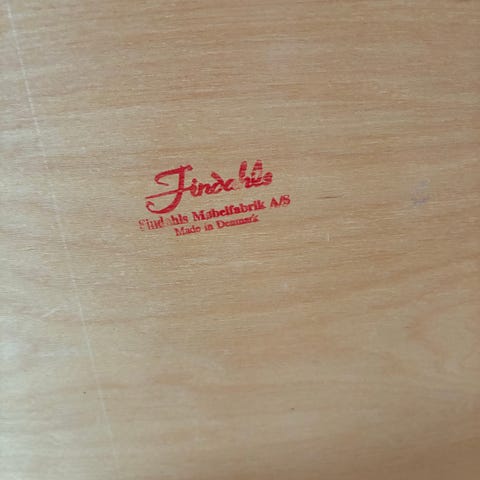 Findahls
Findahls Møbelfabrik A/S
Made in Denmark